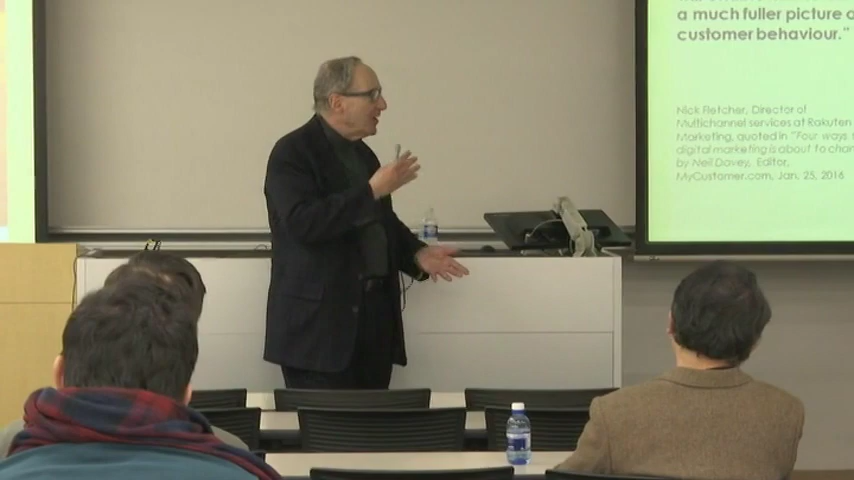 a much fuller picture o
customer behaviour."
Nick Fletcher, Director of
Multichannel services at Rakuten
Marketing, quoted in "Four ways
digital marketing is about to chan
by Neil Davey, Editor,
MyCustomer.com, Jan. 25, 2016